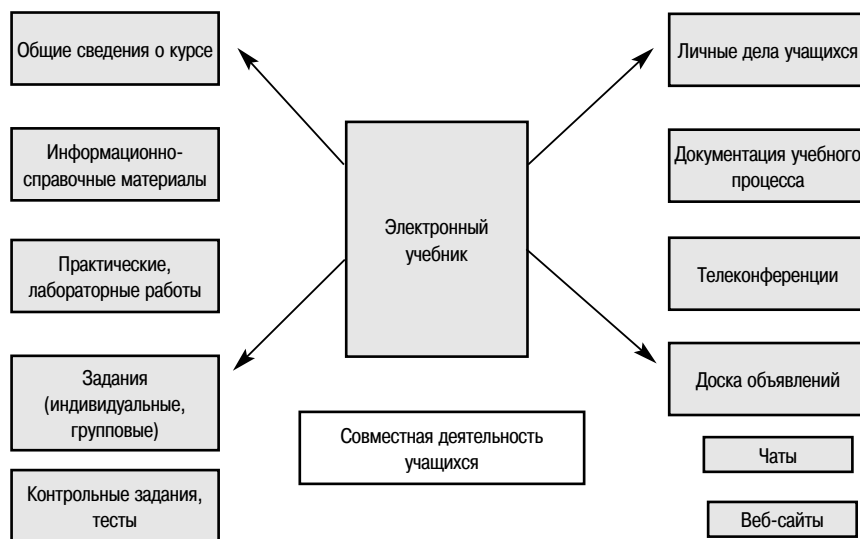 Общие сведения о курсе
Информационно-
справочные материалы
Практические,
лабораторные работы
Задания
(индивидуальные,
групповые)
Контрольные задания,
тесты
Электронный
учебник
Совместная деятельность
учащихся
Личные дела учащихся
Документация учебного
процесса
Телеконференции
Доска объявлений
Чаты
Веб-сайты